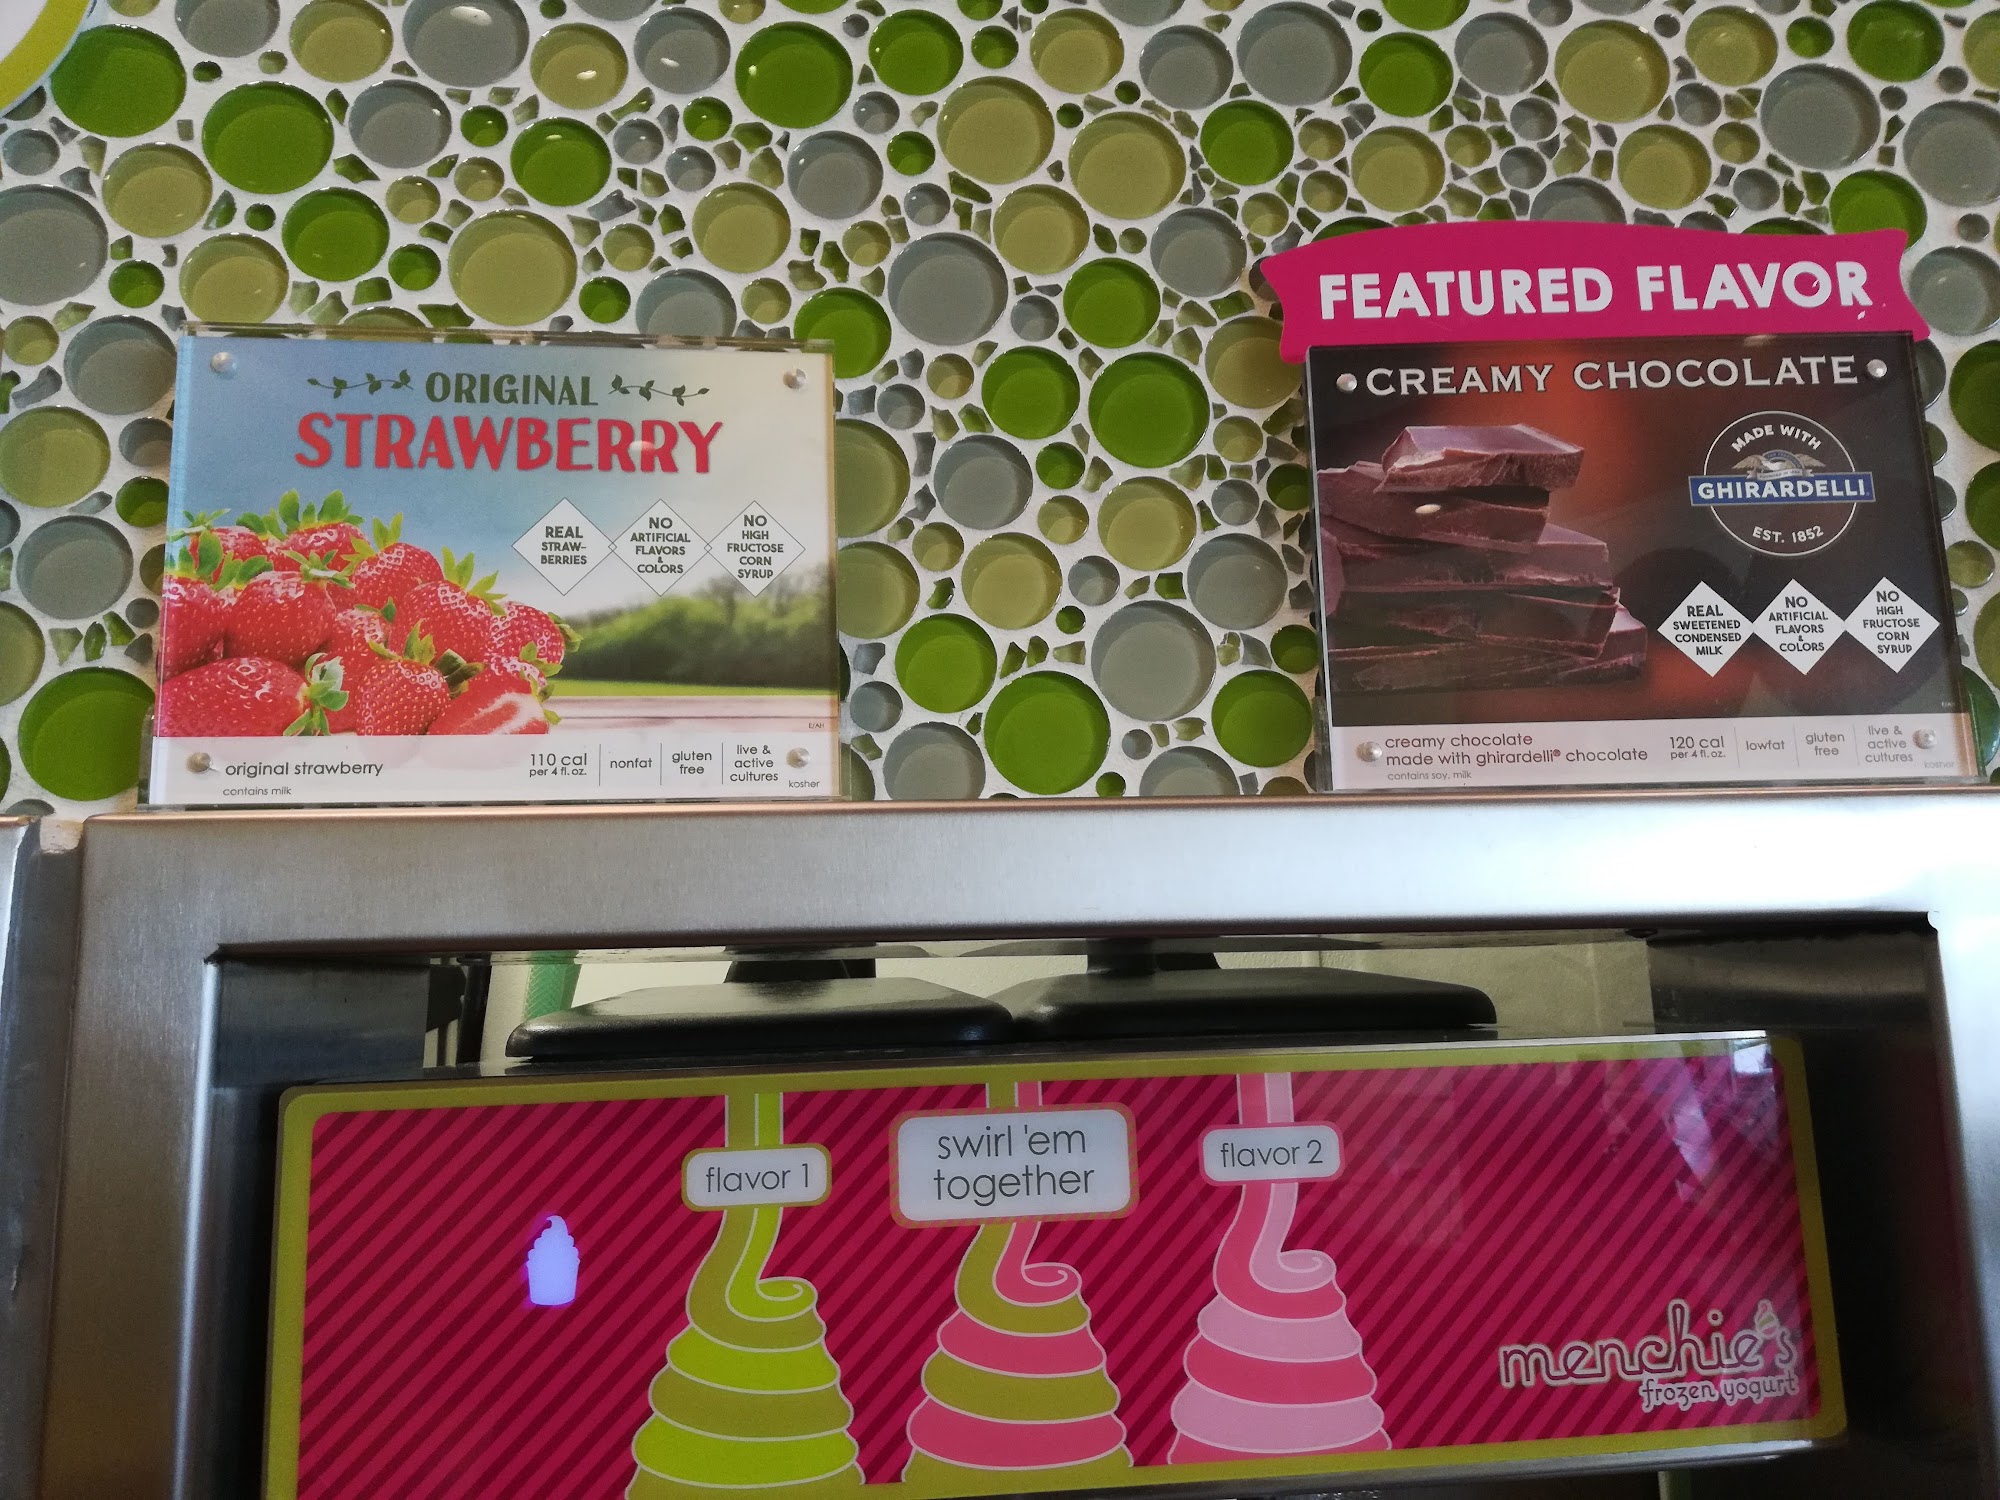 ORIGINAL
STRAWBERRY
REAL
STRAW-
BERRIES
NO
ARTIFICIAL
FLAVORS
&
COLORS
NO
HIGH
FRUCTOSE
CORN
SYRUP
E/AH
original strawberry
contains milk
110 cal
per 4 fl. oz.
nonfat
gluten
free
live &
active
cultures
kosher
FEATURED FLAVOR
CREAMY CHOCOLATE
MADE WITH
GHIRARDELLI
EST. 1852
REAL
SWEETENED
CONDENSED
MILK
NO
ARTIFICIAL
FLAVORS
&
COLORS
NO
HIGH
FRUCTOSE
CORN
SYRUP
creamy chocolate
made with ghirardelli® chocolate
contains soy, milk
120 cal
per 4 fl. oz.
lowfat
gluten
free
live &
active
cultures
kosher
flavor 1
swirl 'em
together
flavor 2
menchie's
frozen yogurt